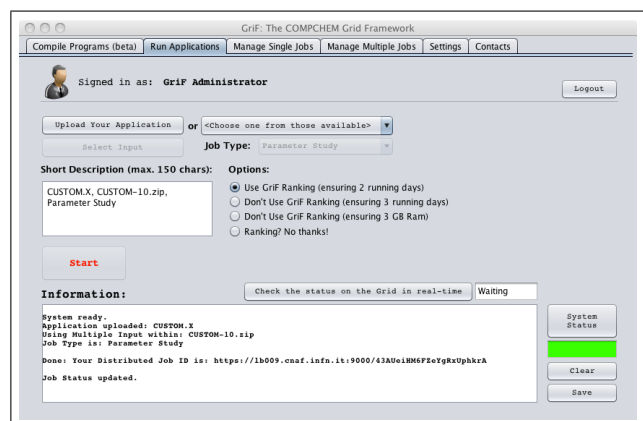 GriF: The COMPCHEM Grid Framework
Compile Programs (beta) Run Applications Manage Single Jobs Manage Multiple Jobs Settings Contacts
Signed in as: GriF Administrator
Logout
Upload Your Application or <Choose one from those available>
Select Input Job Type: Parameter Study
Short Description (max. 150 chars): Options:
CUSTOM.X, CUSTOM-10.zip,
Parameter Study
Use GriF Ranking (ensuring 2 running days)
Don't Use GriF Ranking (ensuring 3 running days)
Don't Use GriF Ranking (ensuring 3 GB Ram)
Ranking? No thanks!
Start
Information: Check the status on the Grid in real-time Waiting
System ready.
Application uploaded: CUSTOM.X
Using Multiple Input within: CUSTOM-10.zip
Job Type is: Parameter Study
Done: Your Distributed Job ID is: https://lb009.cnaf.infn.it:9000/43AUeiHM6FZeYgRxUphkrA
Job Status updated.
System
Status
Clear
Save